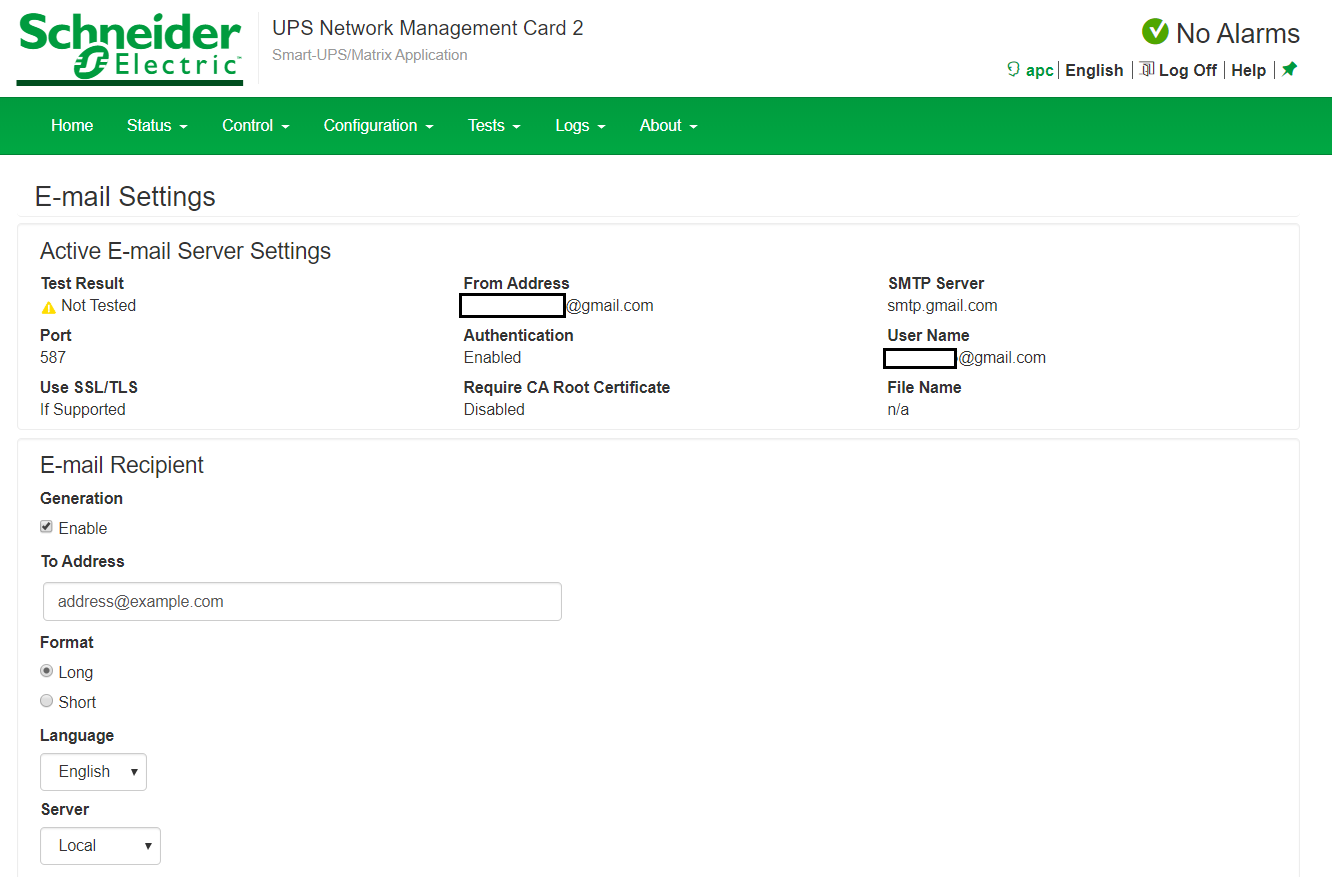 Schneider Electric™
UPS Network Management Card 2
Smart-UPS/Matrix Application
No Alarms
apc English Log Off Help
Home Status Control Configuration Tests Logs About
E-mail Settings
Active E-mail Server Settings
Test Result From Address SMTP Server
Not Tested @gmail.com smtp.gmail.com
Port Authentication User Name
587 Enabled @gmail.com
Use SSL/TLS Require CA Root Certificate File Name
If Supported Disabled n/a
E-mail Recipient
Generation
Enable
To Address
address@example.com
Format
Long
Short
Language
English
Server
Local